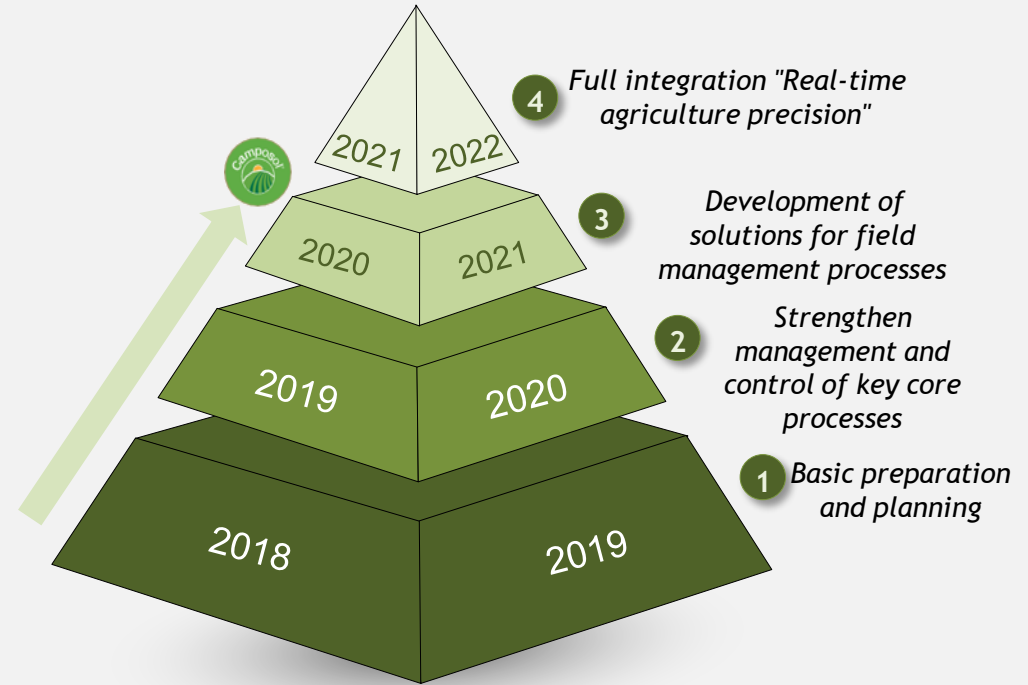 4
Full integration "Real-time
agriculture precision"
2021
2022
camposol
3
Development of
solutions for field
management processes
2020
2021
2
Strengthen
management and
control of key core
processes
2019
2020
1
Basic preparation
and planning
2018
2019